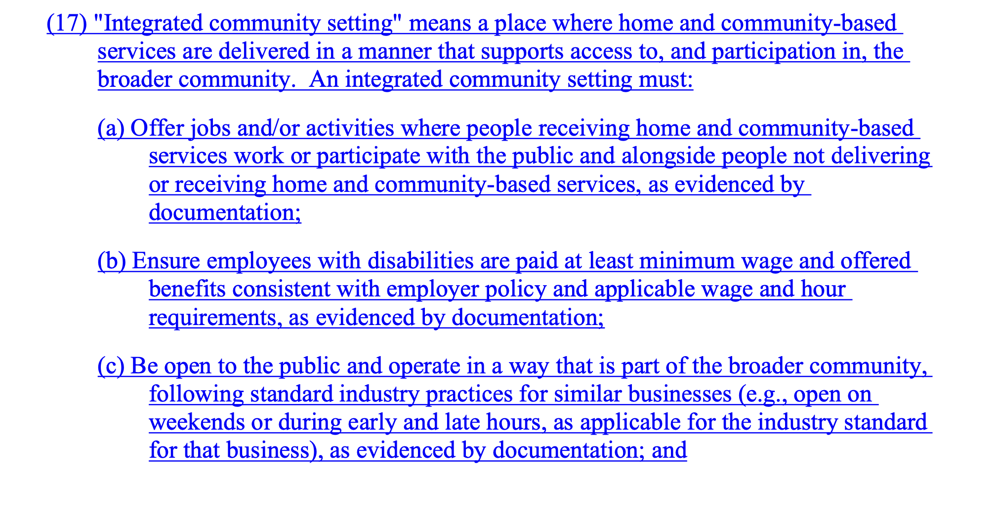 (17) "Integrated community setting" means a place where home and community-based
services are delivered in a manner that supports access to, and participation in, the
broader community.  An integrated community setting must:
(a) Offer jobs and/or activities where people receiving home and community-based
services work or participate with the public and alongside people not delivering
or receiving home and community-based services, as evidenced by
documentation;
(b) Ensure employees with disabilities are paid at least minimum wage and offered
benefits consistent with employer policy and applicable wage and hour
requirements, as evidenced by documentation;
(c) Be open to the public and operate in a way that is part of the broader community,
following standard industry practices for similar businesses (e.g., open on
weekends or during early and late hours, as applicable for the industry standard
for that business), as evidenced by documentation; and